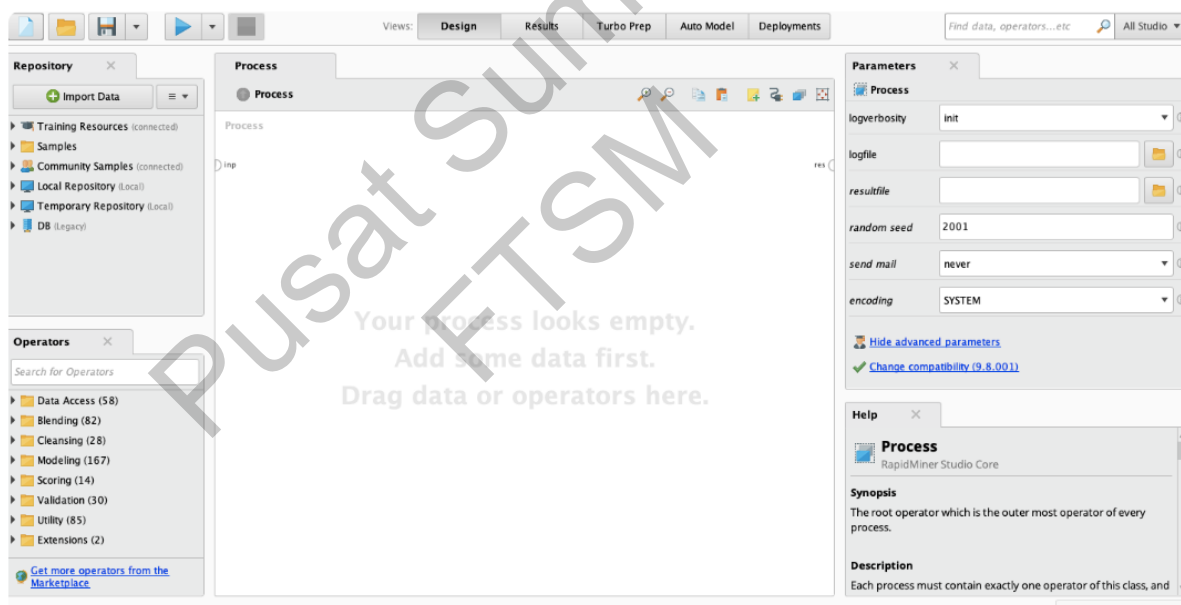 Views: Design Results Turbo Prep Auto Model Deployments Find data, operators...etc All Studio
Repository
Import Data
Training Resources (connected)
Samples
Community Samples (connected)
Local Repository (Local)
Temporary Repository (Local)
DB (Legacy)
Operators
Search for Operators
Data Access (58)
Blending (82)
Cleansing (28)
Modeling (167)
Scoring (14)
Validation (30)
Utility (85)
Extensions (2)
Get more operators from the
Marketplace
Process
Process
Process
inp
res
Your process looks empty.
Add some data first.
Drag data or operators here.
Parameters
Process
logverbosity init
logfile
resultfile
random seed 2001
send mail never
encoding SYSTEM
Hide advanced parameters
Change compatibility (9.8.001)
Help
Process
RapidMiner Studio Core
Synopsis
The root operator which is the outer most operator of every
process.
Description
Each process must contain exactly one operator of this class, and
Pusat Sum
FTSM